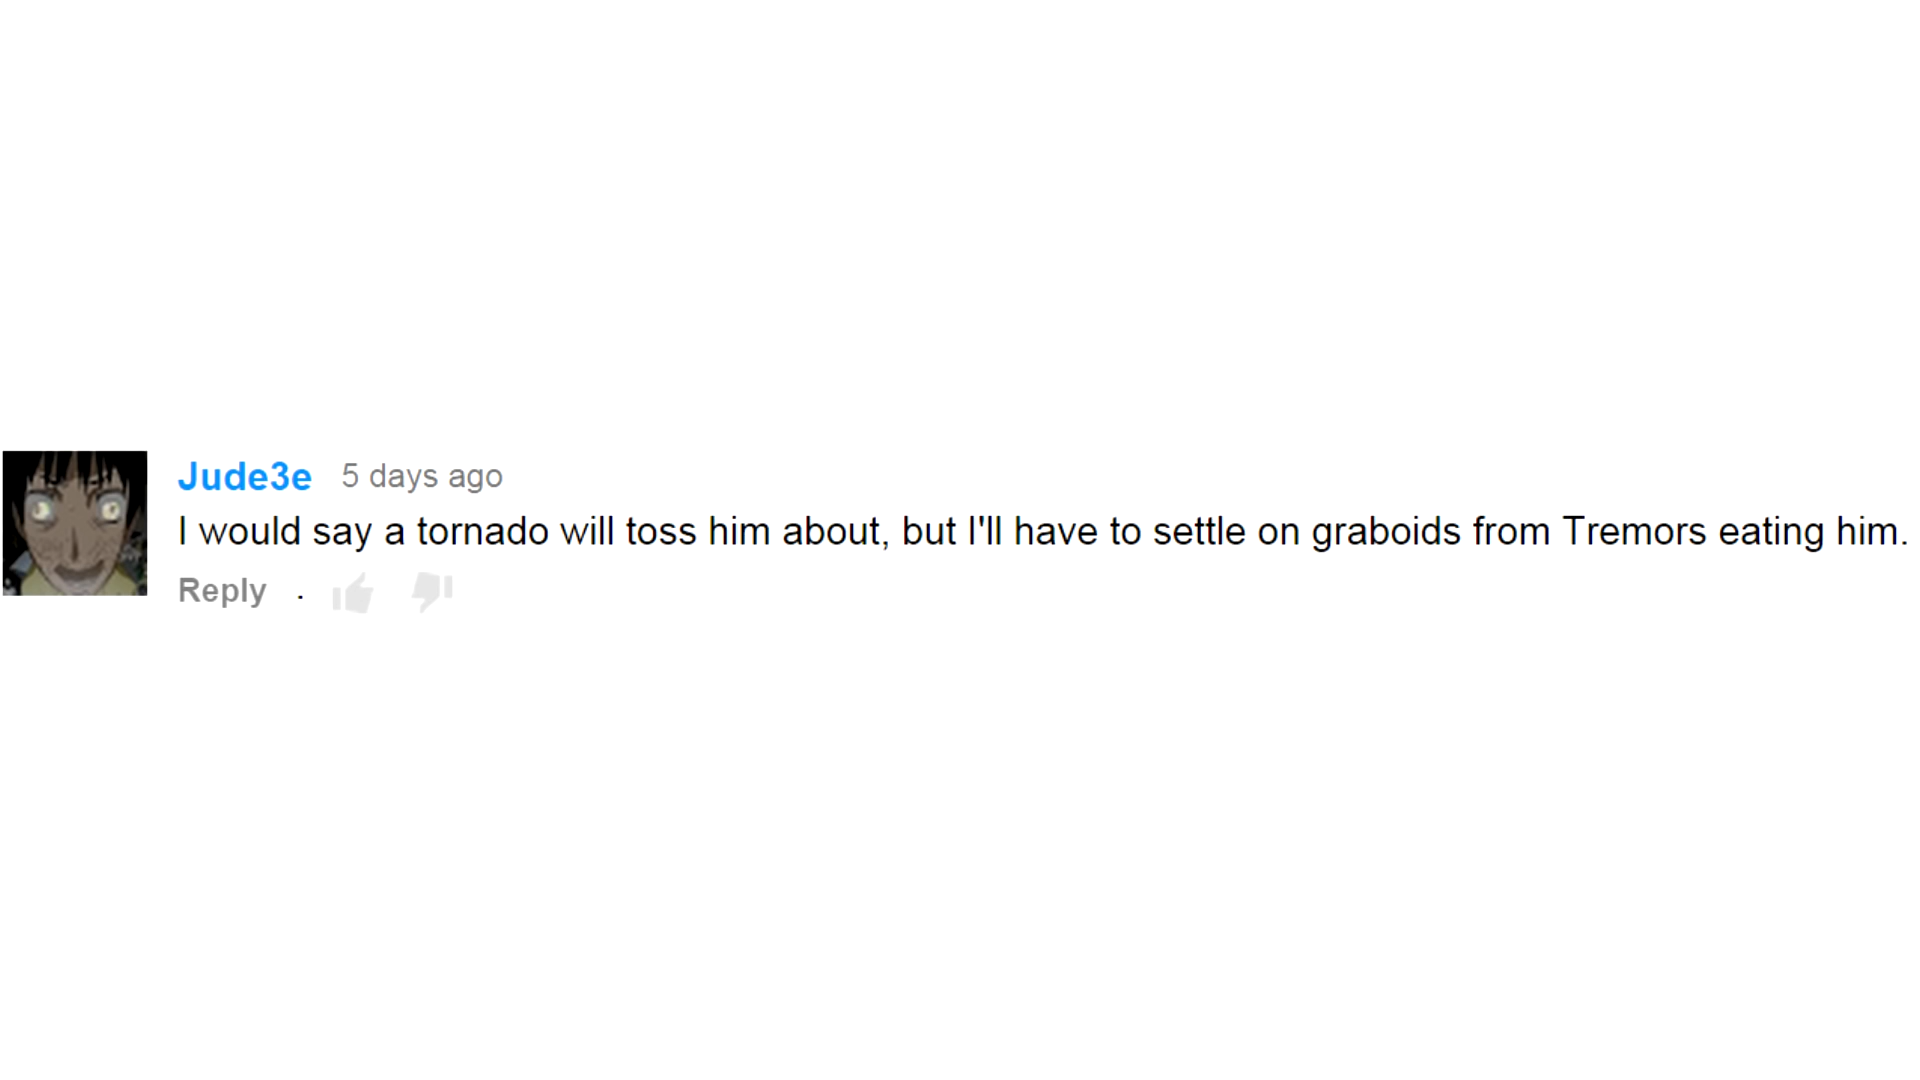 Jude3e 5 days ago
I would say a tornado will toss him about, but I'll have to settle on graboids from Tremors eating him.
Reply .